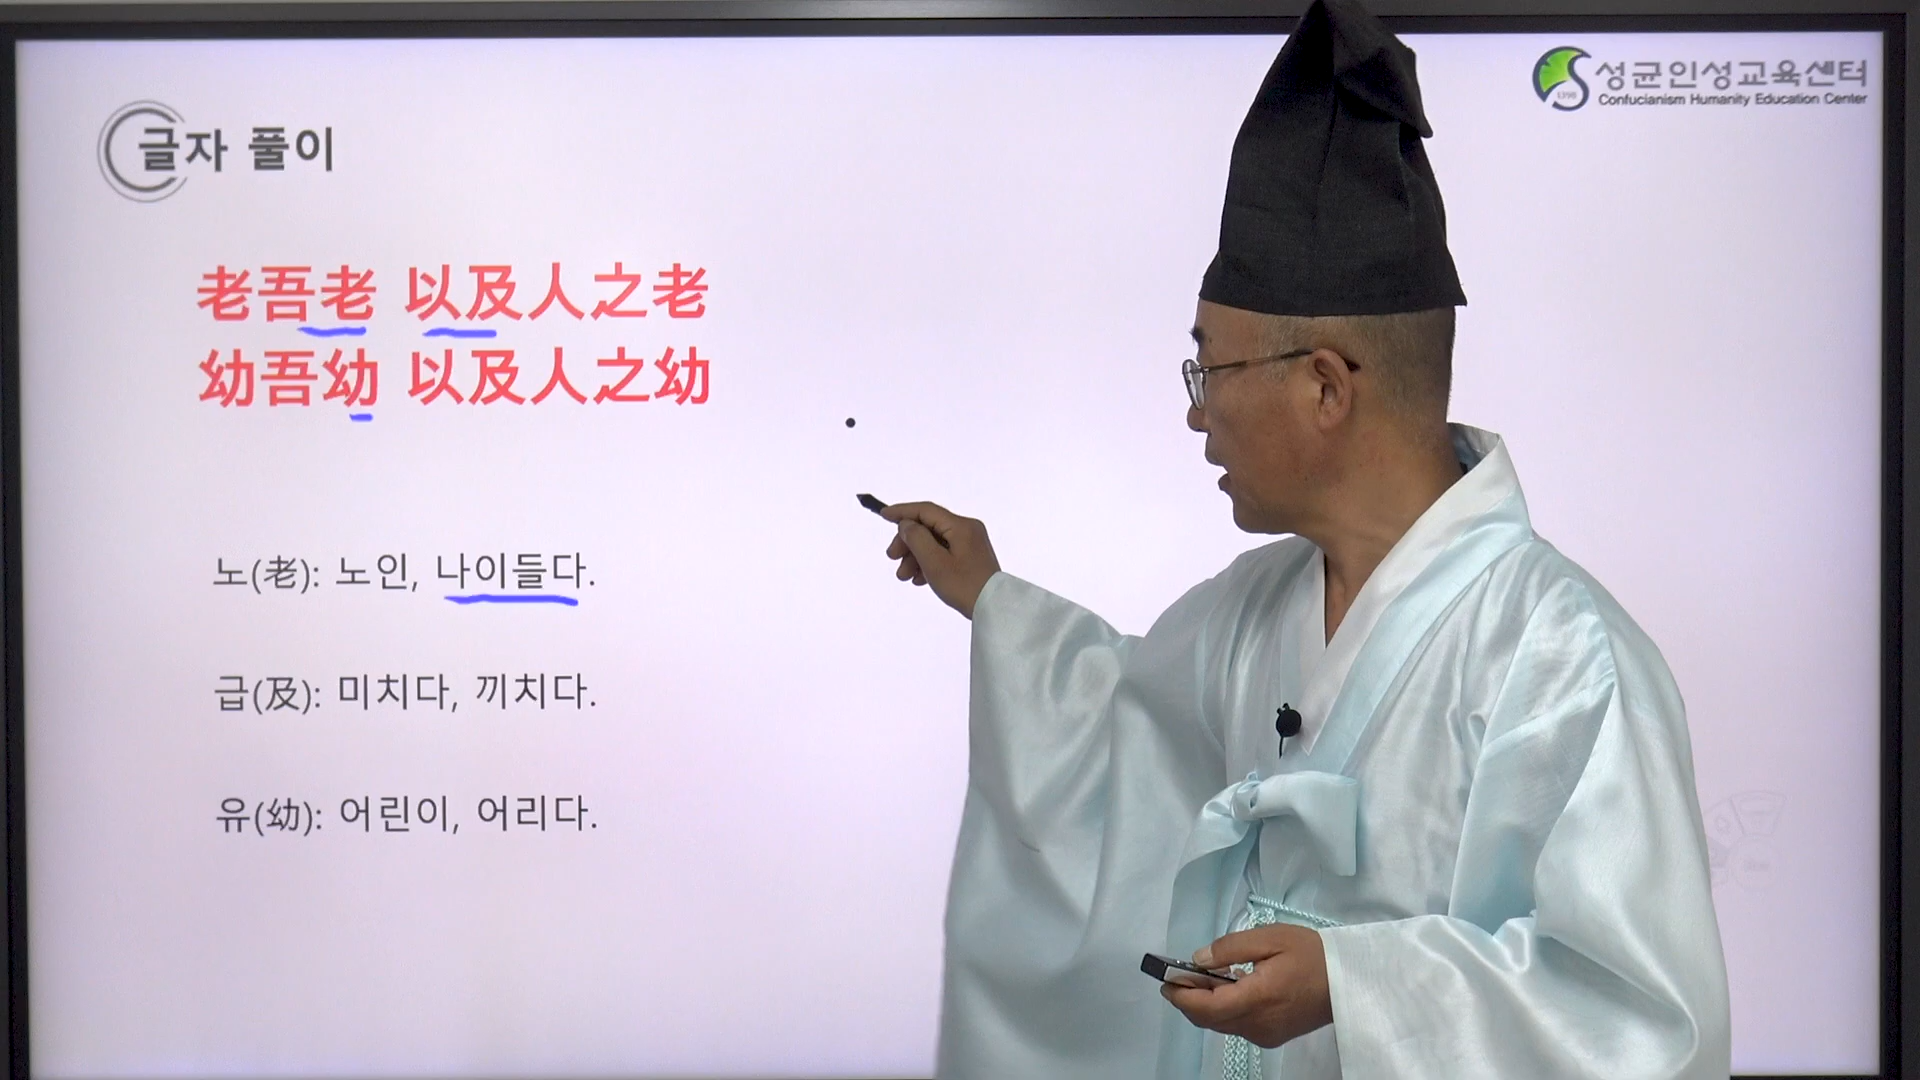 성균인성교육센터
1398
Confucianism Humanity Education Center
글자 풀이
老吾老 以及人之老
幼吾幼 以及人之幼
노(老): 노인, 나이들다.
급(及): 미치다, 끼치다.
유(幼): 어린이, 어리다.